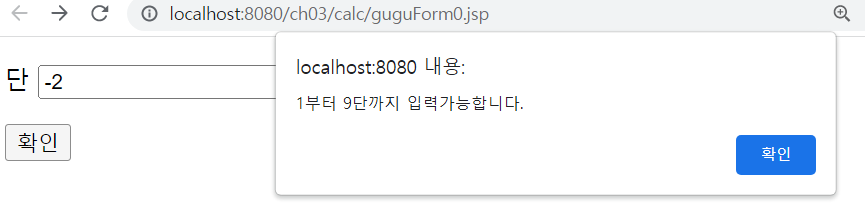 localhost:8080/ch03/calc/guguForm0.jsp
localhost:8080 내용:
1부터 9단까지 입력가능합니다.
확인
단 -2
확인